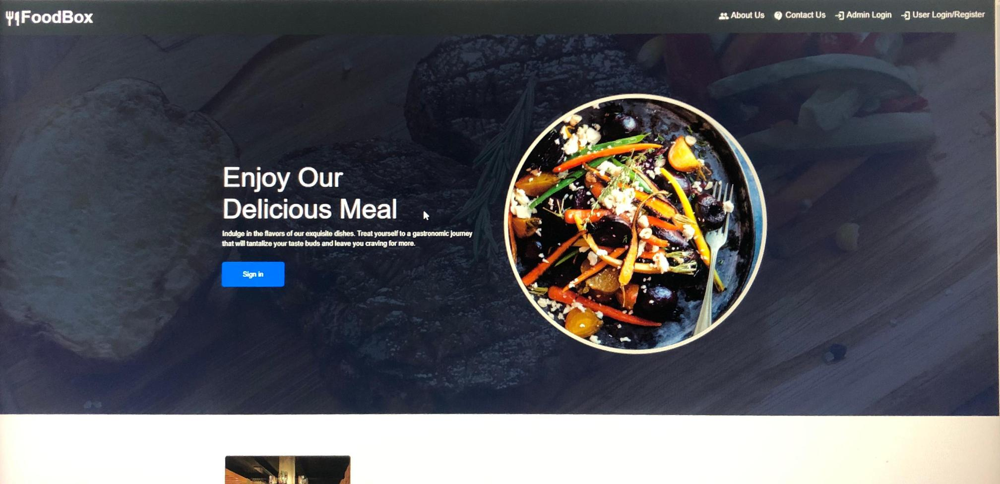 FoodBox
About Us
Contact Us
Admin Login
User Login/Register
Enjoy Our
Delicious Meal
Indulge in the flavors of our exquisite dishes. Treat yourself to a gastronomic journey
that will tantalize your taste buds and leave you craving for more.
Sign in